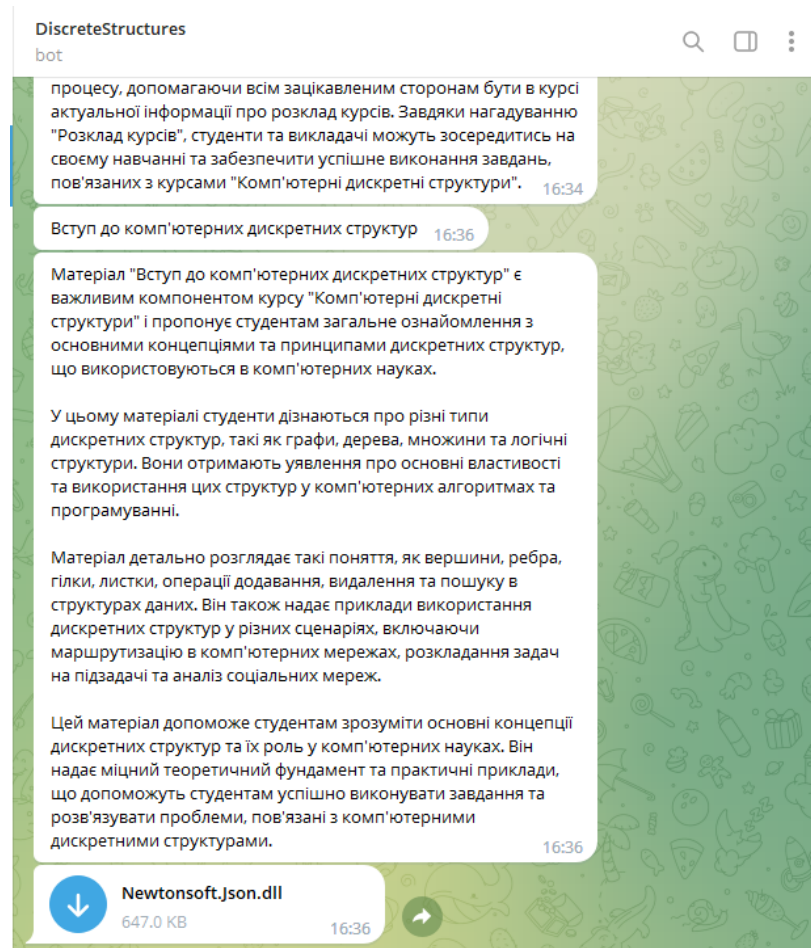 DiscreteStructures
bot
процесу, допомагаючи всім зацікавленим сторонам бути в курсі
актуальної інформації про розклад курсів. Завдяки нагадуванню
"Розклад курсів", студенти та викладачі можуть зосередитись на
своєму навчанні та забезпечити успішне виконання завдань,
пов'язаних з курсами "Комп'ютерні дискретні структури". 16:34
Вступ до комп'ютерних дискретних структур 16:36
Матеріал "Вступ до комп'ютерних дискретних структур" є
важливим компонентом курсу "Комп'ютерні дискретні
структури" і пропонує студентам загальне ознайомлення з
основними концепціями та принципами дискретних структур,
що використовуються в комп'ютерних науках.
У цьому матеріалі студенти дізнаються про різні типи
дискретних структур, такі як графи, дерева, множини та логічні
структури. Вони отримають уявлення про основні властивості
та використання цих структур у комп'ютерних алгоритмах та
програмуванні.
Матеріал детально розглядає такі поняття, як вершини, ребра,
гілки, листки, операції додавання, видалення та пошуку в
структурах даних. Він також надає приклади використання
дискретних структур у різних сценаріях, включаючи
маршрутизацію в комп'ютерних мережах, розкладання задач
на підзадачі та аналіз соціальних мереж.
Цей матеріал допоможе студентам зрозуміти основні концепції
дискретних структур та їх роль у комп'ютерних науках. Він
надає міцний теоретичний фундамент та практичні приклади,
що допоможуть студентам успішно виконувати завдання та
розв'язувати проблеми, пов'язані з комп'ютерними
дискретними структурами. 16:36
Newtonsoft.Json.dll
647.0 KB 16:36